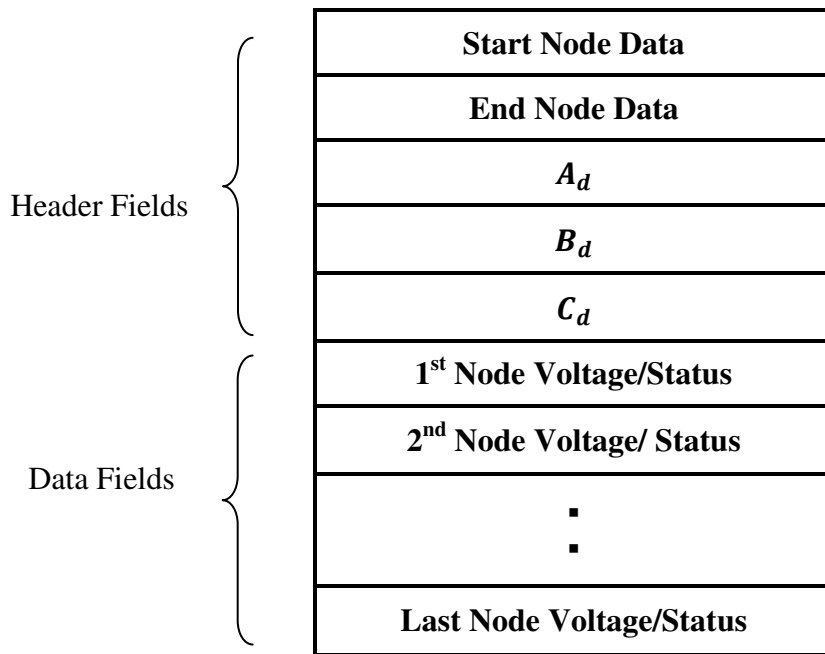 Start Node Data
End Node Data
Header Fields
A_d
B_d
C_d
1st Node Voltage/Status
2nd Node Voltage/ Status
Data Fields
Last Node Voltage/Status